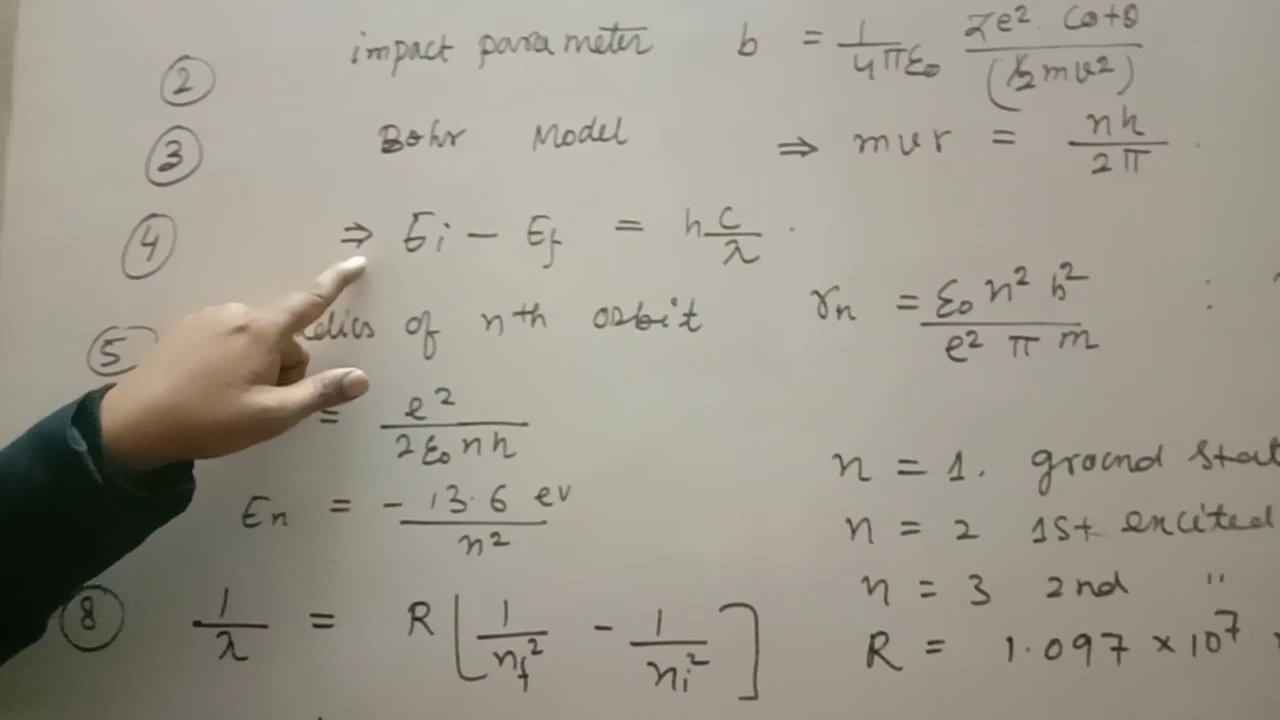 ② impact parameter b = 1/4πε₀ Ze². Cotθ/(½mv²)
③ Bohr Model ⇒ mvr = nh/2π.
④ ⇒ Ei - Ef = h c/λ.
⑤ of nth orbit rn = ε₀n²h²/e²πm :
= e²/2ε₀nh
n = 1. ground
En = -13.6 ev/n²
n = 2 1st excited
n = 3 2nd "
⑧ 1/λ = R[1/nf² - 1/ni²]
R = 1.097 × 10⁷